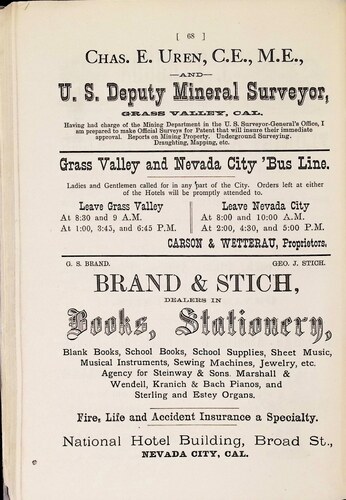 [ 68 ]
CHAS. E. UREN, C.E., M.E.,
—AND—
U. S. Deputy Mineral Surveyor,
GRASS VALLEY, CAL.
Having had charge of the Mining Department in the U. S. Surveyor-General's Office, I
am prepared to make Official Surveys for Patent that will insure their immediate
approval. Reports on Mining Property. Underground Surveying.
Draughting, Mapping, etc.
Grass Valley and Nevada City 'Bus Line.
Ladies and Gentlemen called for in any part of the City. Orders left at either
of the Hotels will be promptly attended to.
Leave Grass Valley
At 8:30 and 9 A.M.
At 1:00, 3:45, and 6:45 P.M.
Leave Nevada City
At 8:00 and 10:00 A.M.
At 2:00, 4:30, and 5:00 P.M.
CARSON & WETTERAU, Proprietors.
G. S. BRAND. GEO. J. STICH.
BRAND & STICH,
DEALERS IN
Books, Stationery,
Blank Books, School Books, School Supplies, Sheet Music,
Musical Instruments, Sewing Machines, Jewelry, etc.
Agency for Steinway & Sons. Marshall &
Wendell, Kranich & Bach Pianos, and
Sterling and Estey Organs.
Fire, Life and Accident Insurance a Specialty.
National Hotel Building, Broad St.,
NEVADA CITY, CAL.